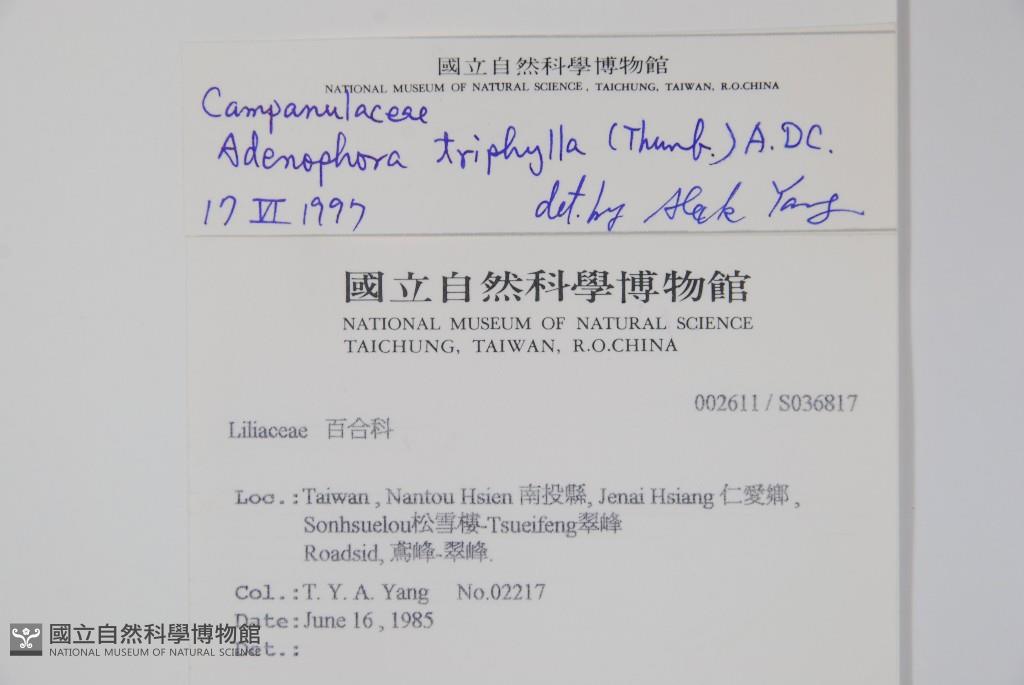 國立自然科學博物館
NATIONAL MUSEUM OF NATURAL SCIENCE, TAICHUNG, TAIWAN, R.O.CHINA
Campanulaceae
Adenophora triphylla (Thunb.) A.DC.
17 VI 1997 det. by Yang
國立自然科學博物館
NATIONAL MUSEUM OF NATURAL SCIENCE
TAICHUNG, TAIWAN, R.O.CHINA
002611 / S036817
Liliaceae 百合科
Loc.:Taiwan , Nantou Hsien 南投縣, Jenai Hsiang 仁愛鄉 ,
Sonhsuelou松雪樓-Tsueifeng翠峰
Roadsid, 鳶峰-翠峰.
Col.:T. Y. A. Yang No.02217
Date:June 16 , 1985
Det.:
國立自然科學博物館
NATIONAL MUSEUM OF NATURAL SCIENCE